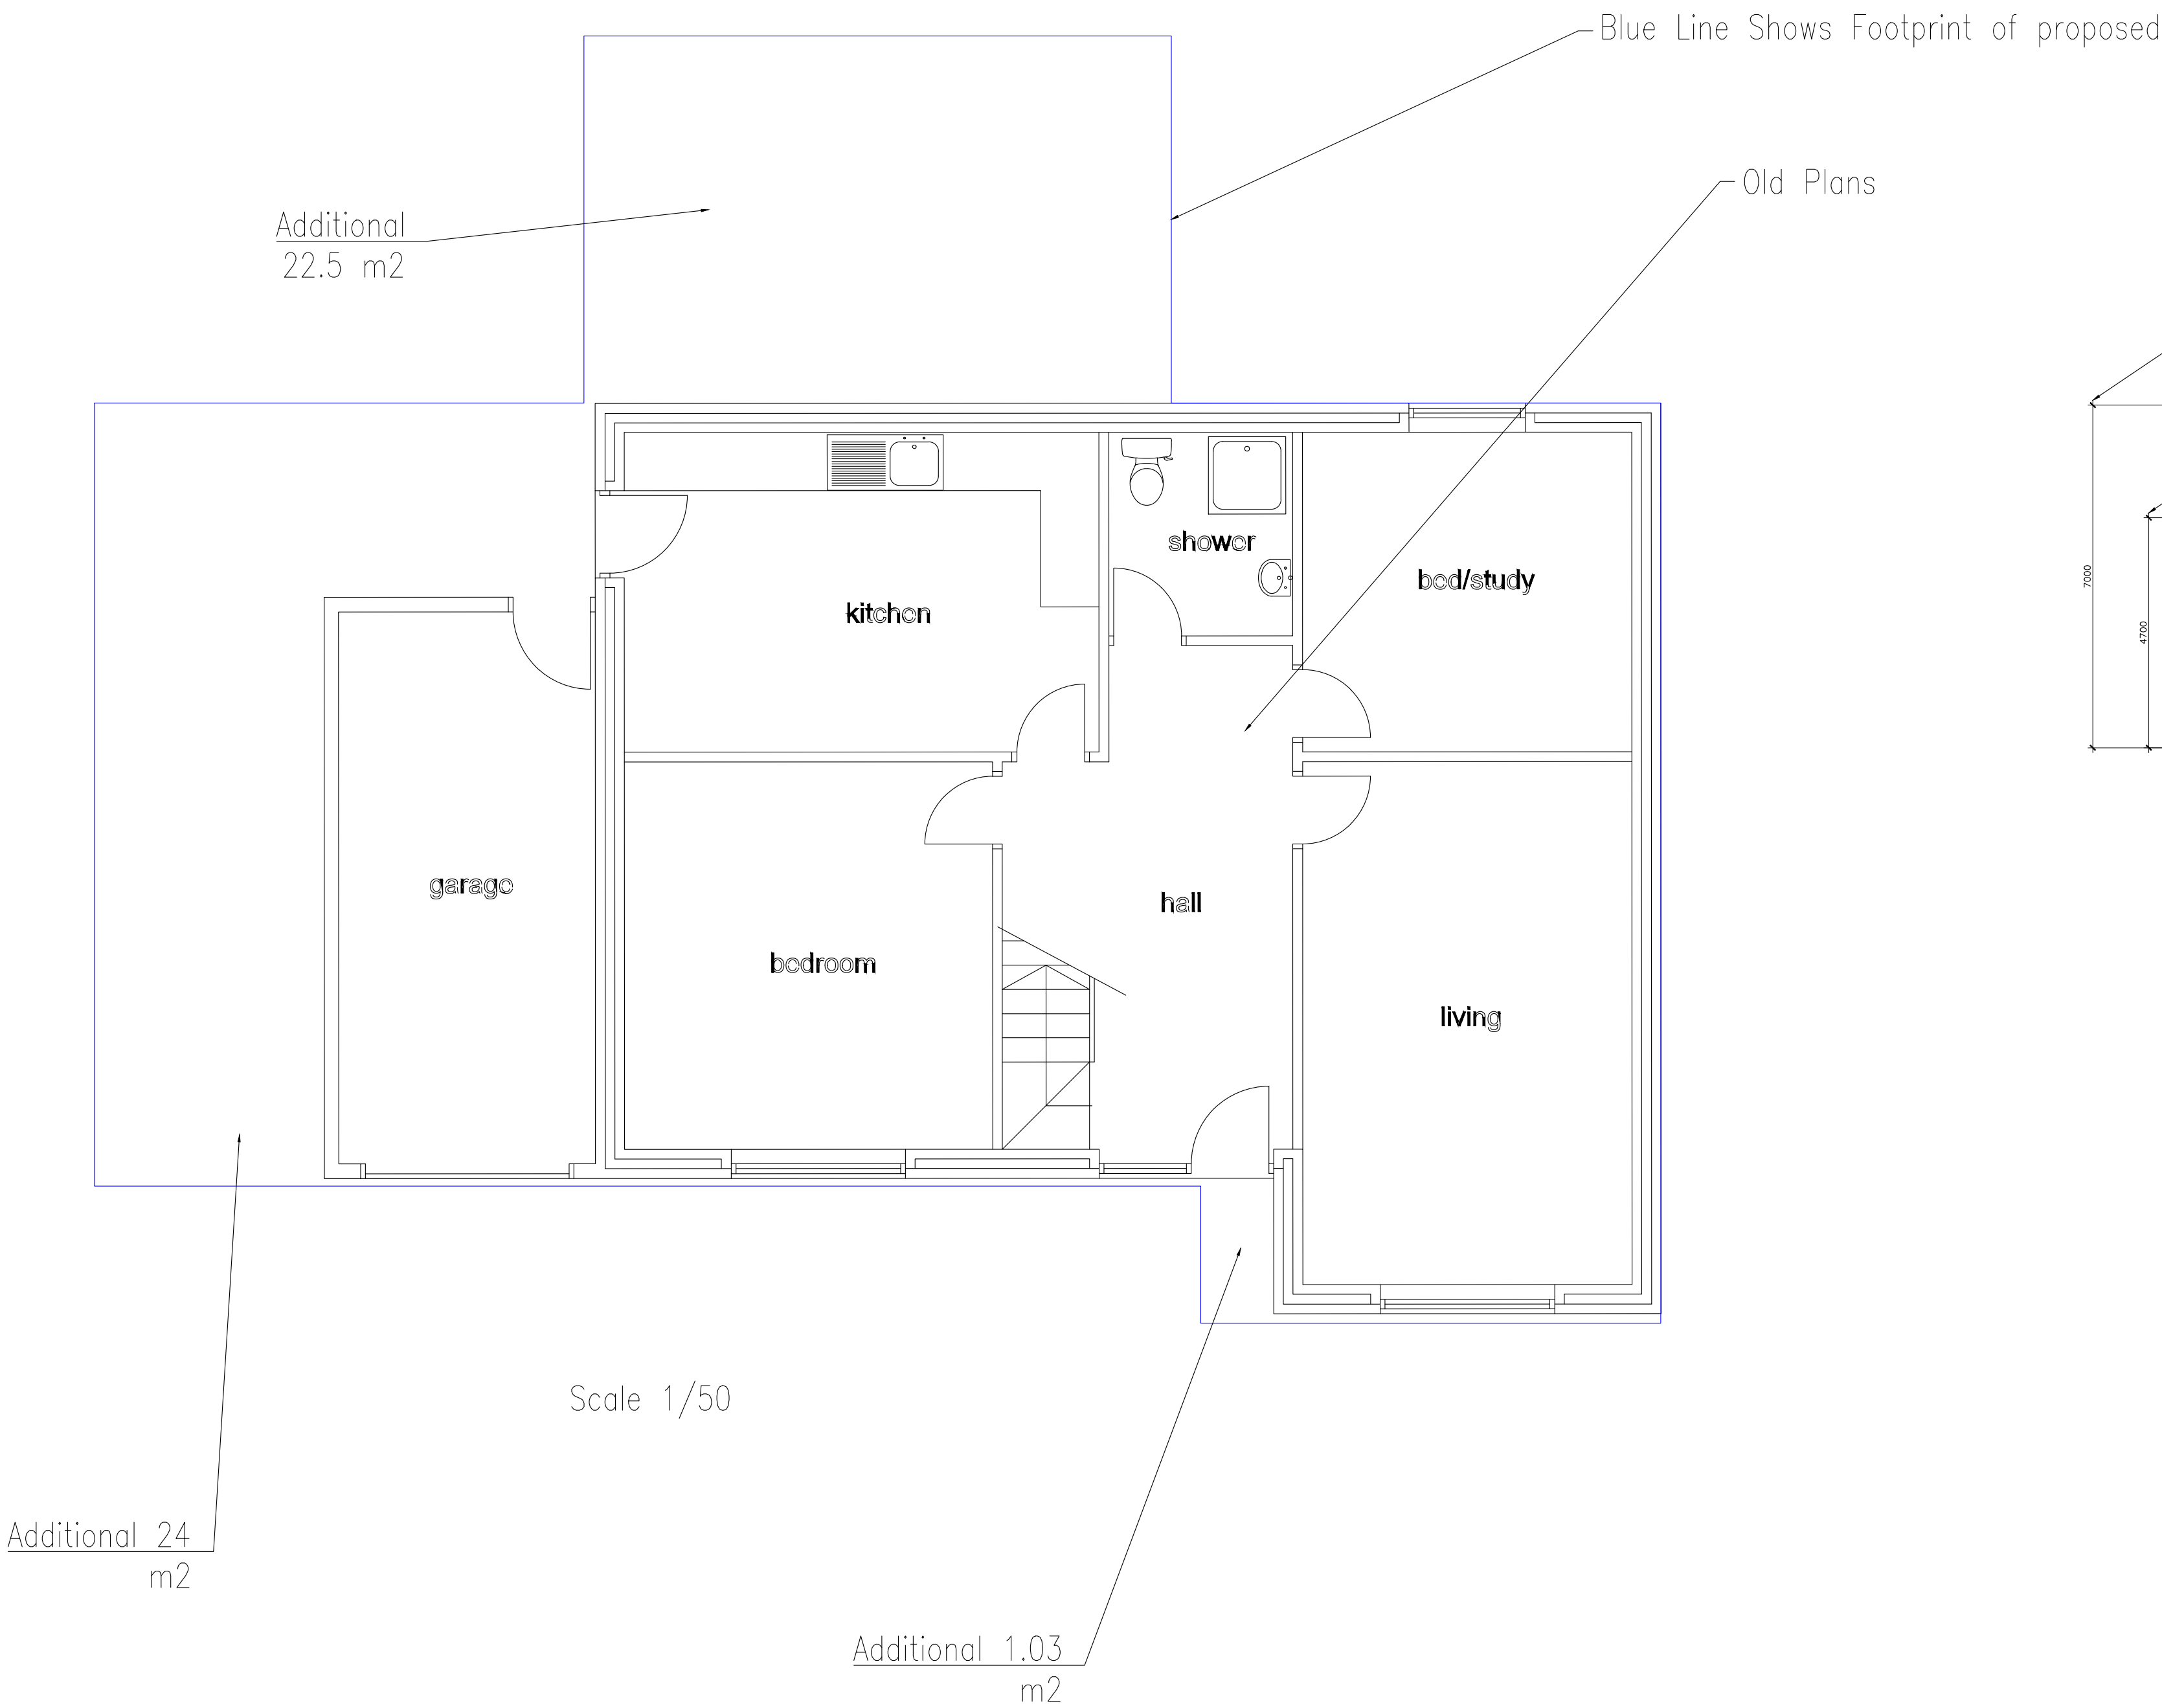 Blue Line Shows Footprint of proposed
Old Plans
Additional
22.5 m2
shower
bed/study
kitchen
7000
4700
garage
hall
bedroom
living
Scale 1/50
Additional 24
m2
Additional 1.03
m2